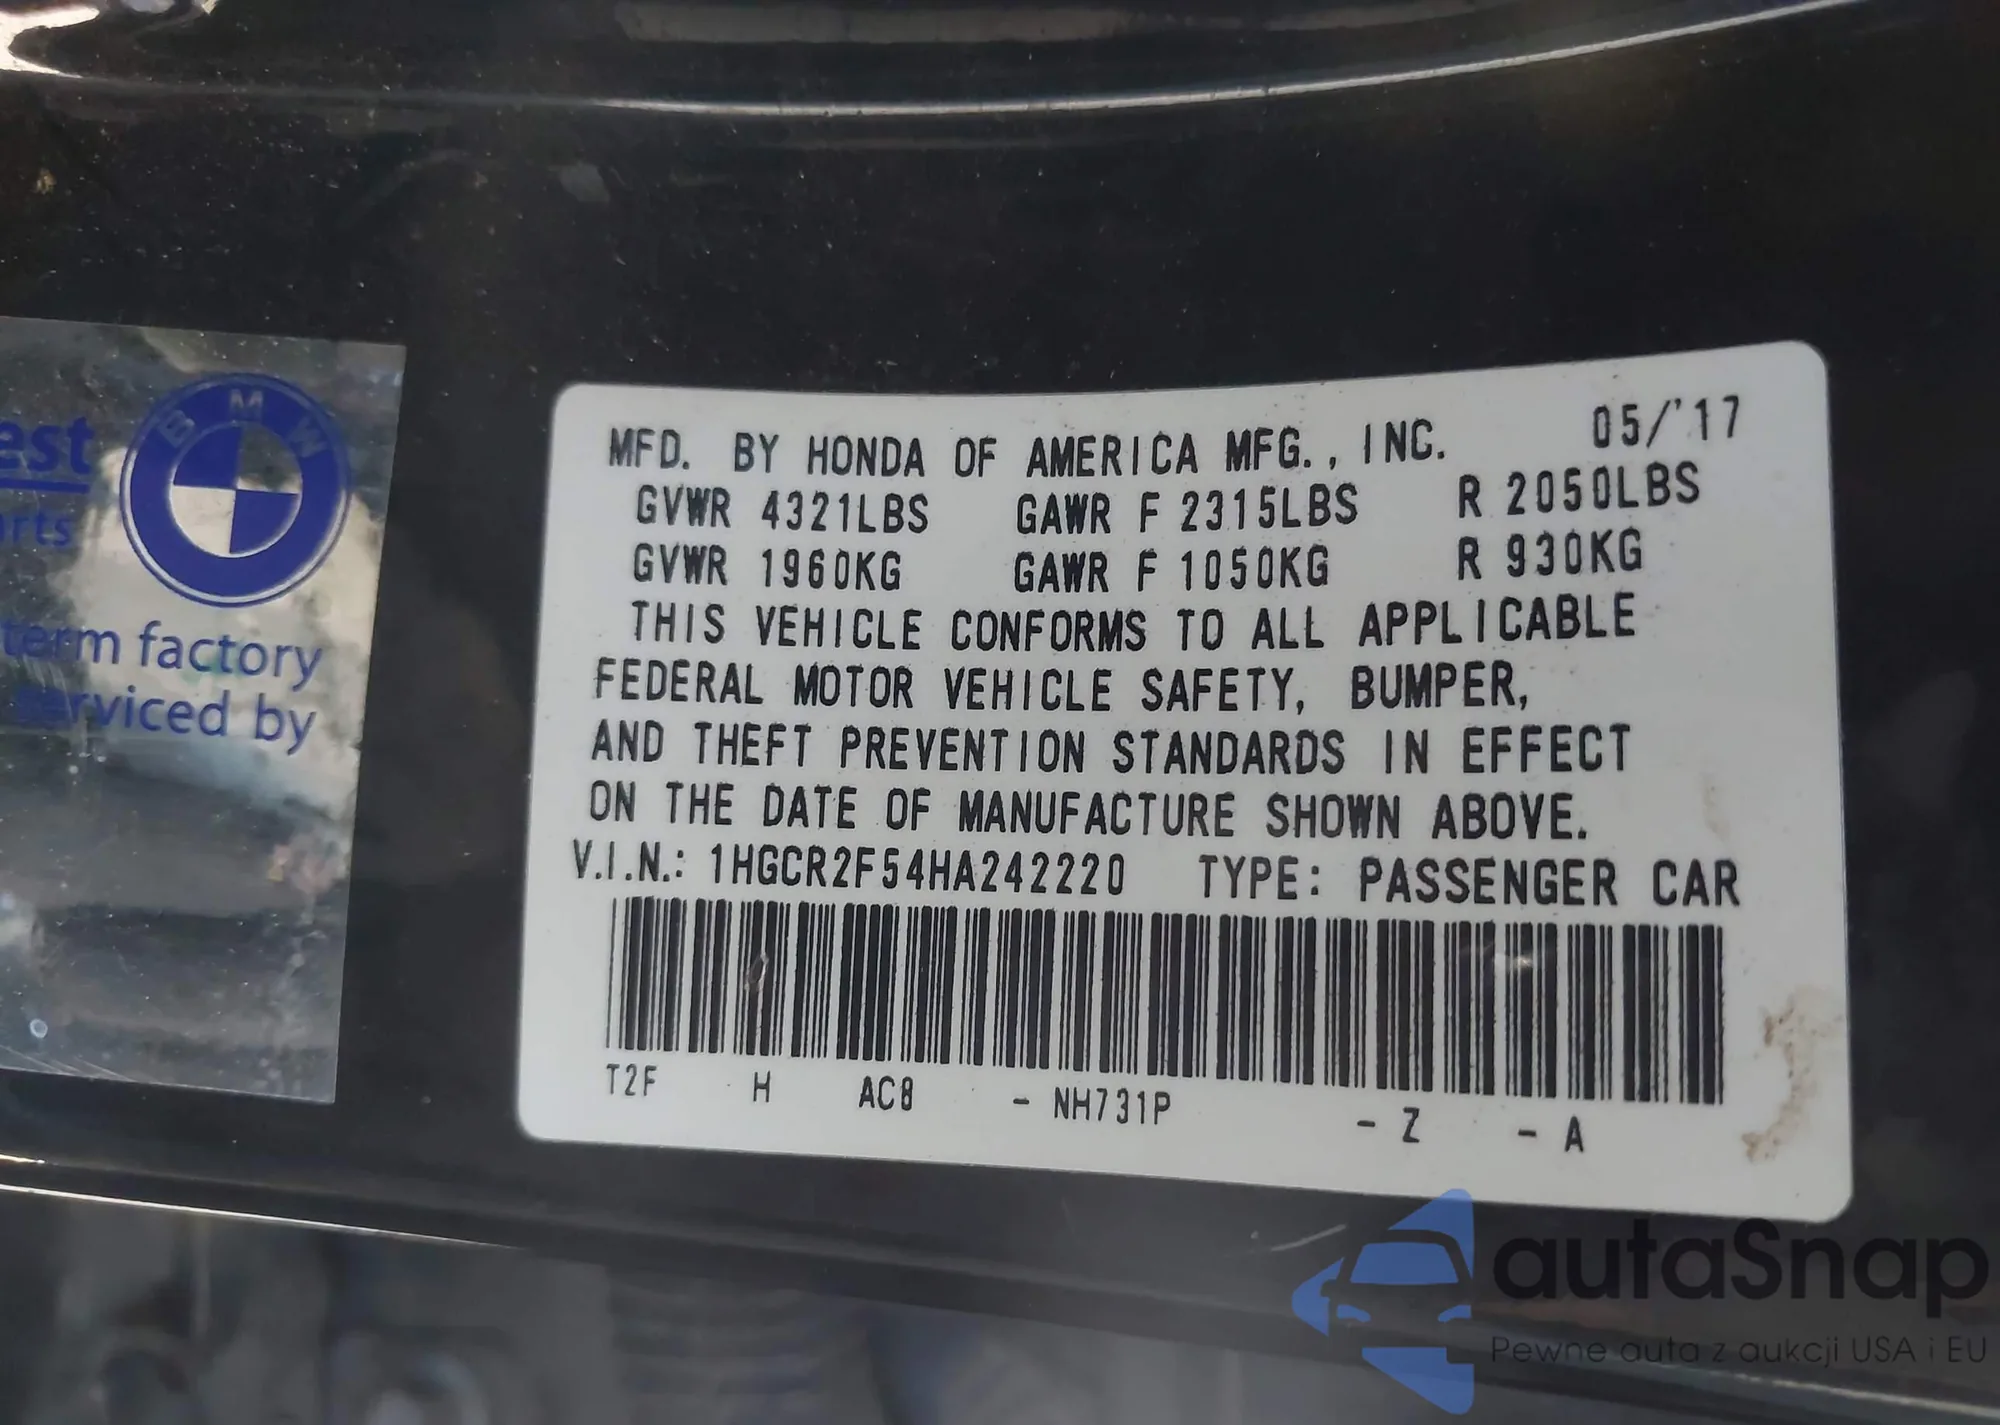 BMW
est
arts
term factory
serviced by
MFD. BY HONDA OF AMERICA MFG., INC. 05/'17
GVWR 4321LBS GAWR F 2315LBS R 2050LBS
GVWR 1960KG GAWR F 1050KG R 930KG
THIS VEHICLE CONFORMS TO ALL APPLICABLE
FEDERAL MOTOR VEHICLE SAFETY, BUMPER,
AND THEFT PREVENTION STANDARDS IN EFFECT
ON THE DATE OF MANUFACTURE SHOWN ABOVE.
V.I.N.: 1HGCR2F54HA242220 TYPE: PASSENGER CAR
T2F H AC8 - NH731P - Z - A
autaSnap
Pewne auta z aukcji USA i EU